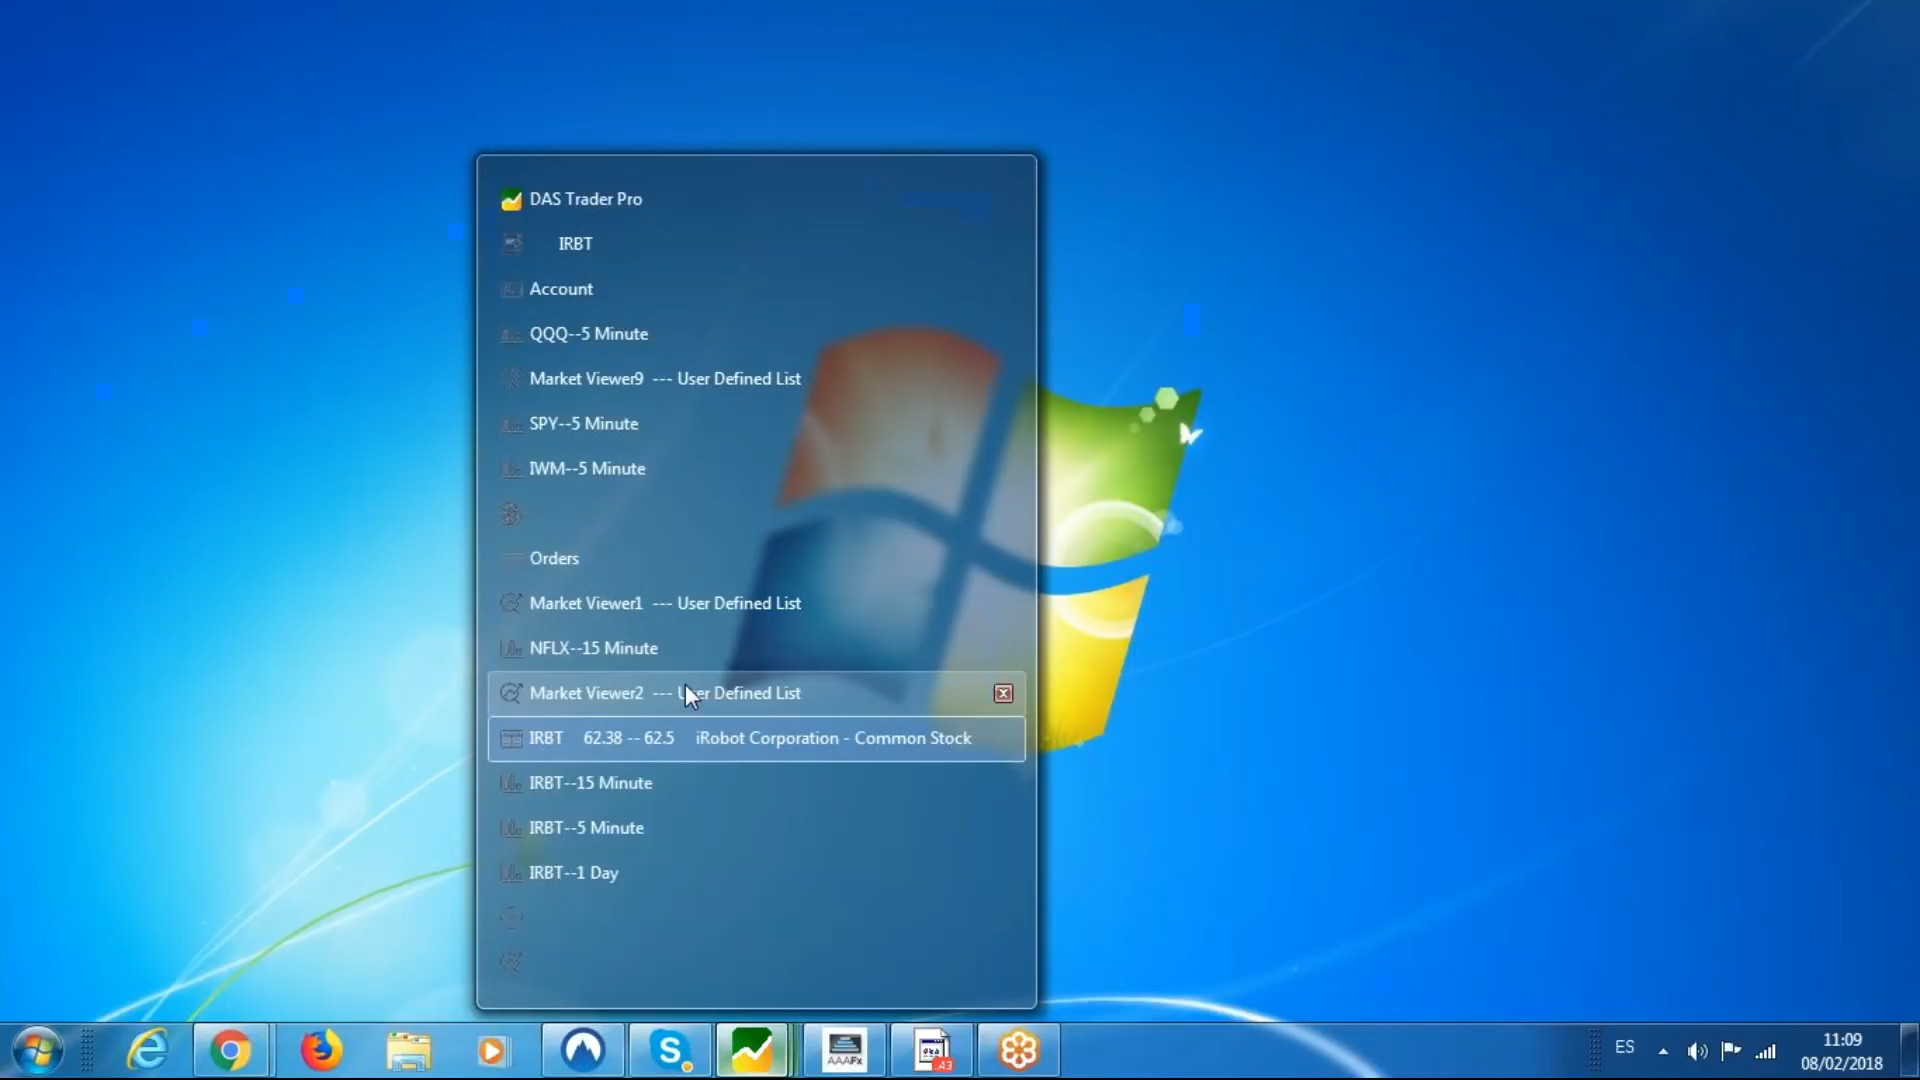 DAS Trader Pro
IRBT
Account
QQQ--5 Minute
Market Viewer9 --- User Defined List
SPY--5 Minute
IWM--5 Minute
Orders
Market Viewer1 --- User Defined List
NFLX--15 Minute
Market Viewer2 --- User Defined List
IRBT 62.38 -- 62.5 iRobot Corporation - Common Stock
IRBT--15 Minute
IRBT--5 Minute
IRBT--1 Day
S
AAAFx
.43
ES
11:09
08/02/2018